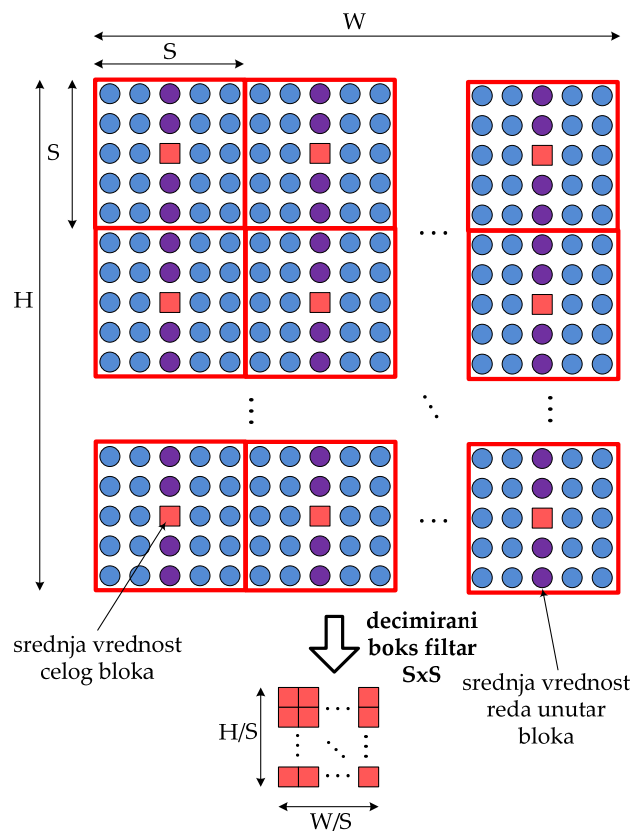 W
S
S
H
srednja vrednost
celog bloka
decimirani
boks filtar
SxS
srednja vrednost
reda unutar
bloka
H/S
W/S